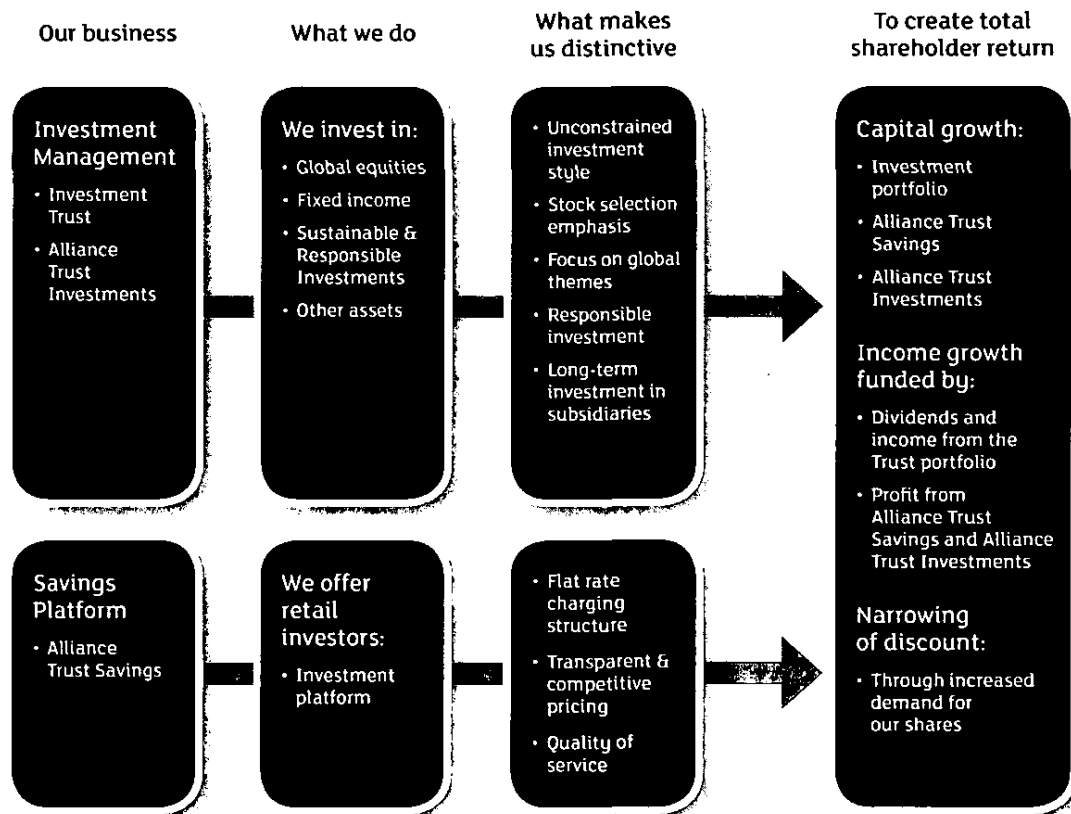 Our business
What we do
What makes
us distinctive
To create total
shareholder return
Investment
Management
• Investment
Trust
• Alliance
Trust
Investments
We invest in:
• Global equities
• Fixed income
• Sustainable &
Responsible
Investments
• Other assets
• Unconstrained
investment
style
• Stock selection
emphasis
• Focus on global
themes
• Responsible
investment
• Long-term
investment in
subsidiaries
Savings
Platform
• Alliance
Trust Savings
We offer
retail
investors:
• Investment
platform
• Flat rate
charging
structure
• Transparent &
competitive
pricing
• Quality of
service
Capital growth:
• Investment
portfolio
• Alliance Trust
Savings
• Alliance Trust
Investments
Income growth
funded by:
• Dividends and
income from the
Trust portfolio
• Profit from
Alliance Trust
Savings and Alliance
Trust Investments
Narrowing
of discount:
• Through increased
demand for
our shares